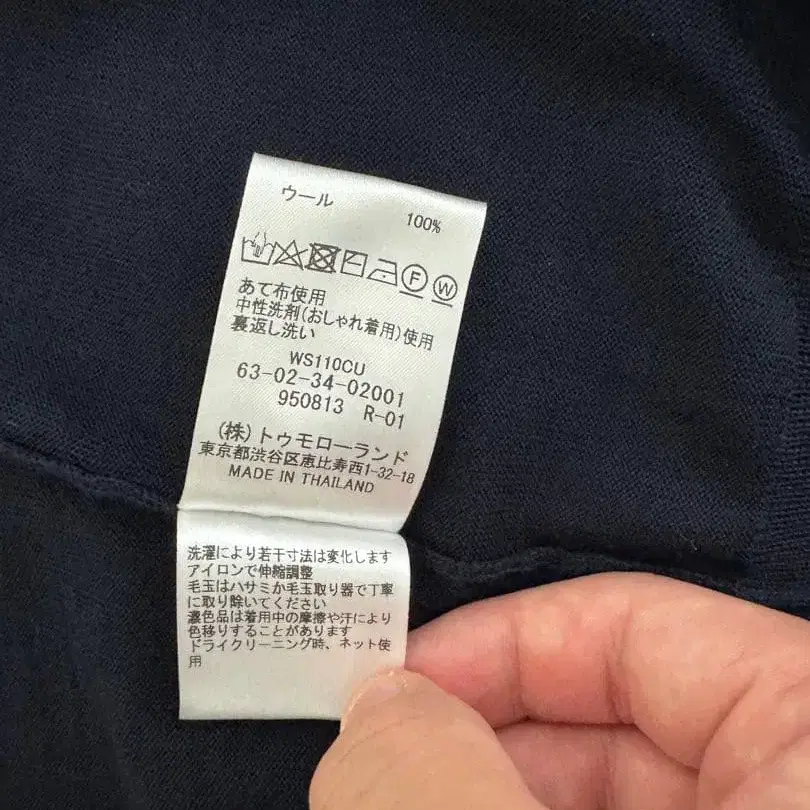 ウール
100%
F W
あて布使用
中性洗剤(おしゃれ着用)使用
裏返し洗い
WS110CU
63-02-34-02001
950813 R-01
(株)トゥモローランド
東京都渋谷区恵比寿西1-32-18
MADE IN THAILAND
洗濯により若干寸法は変化します
アイロンで伸縮調整
毛玉はハサミか毛玉取り器で丁寧
に取り除いてください
濃色品は着用中の摩擦や汗により
色移りすることがあります
ドライクリーニング時、ネット使
用